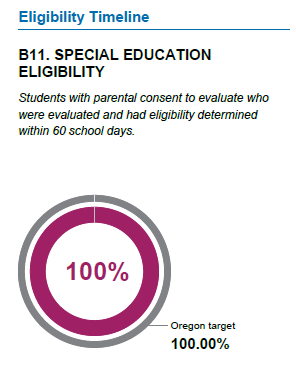 Eligibility Timeline
B11. SPECIAL EDUCATION
ELIGIBILITY
Students with parental consent to evaluate who
were evaluated and had eligibility determined
within 60 school days.
100%
Oregon target
100.00%